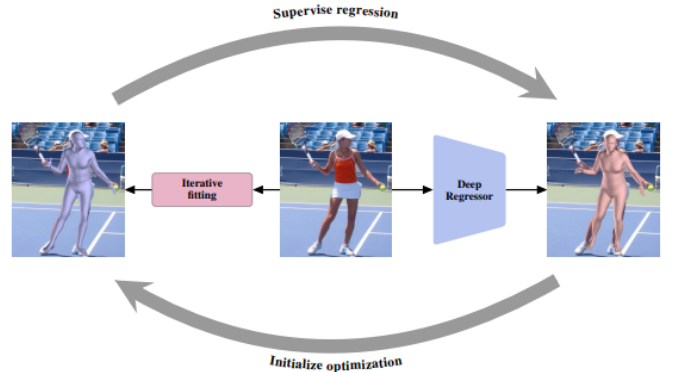 Supervise regression
Iterative
fitting
Deep
Regressor
Initialize optimization